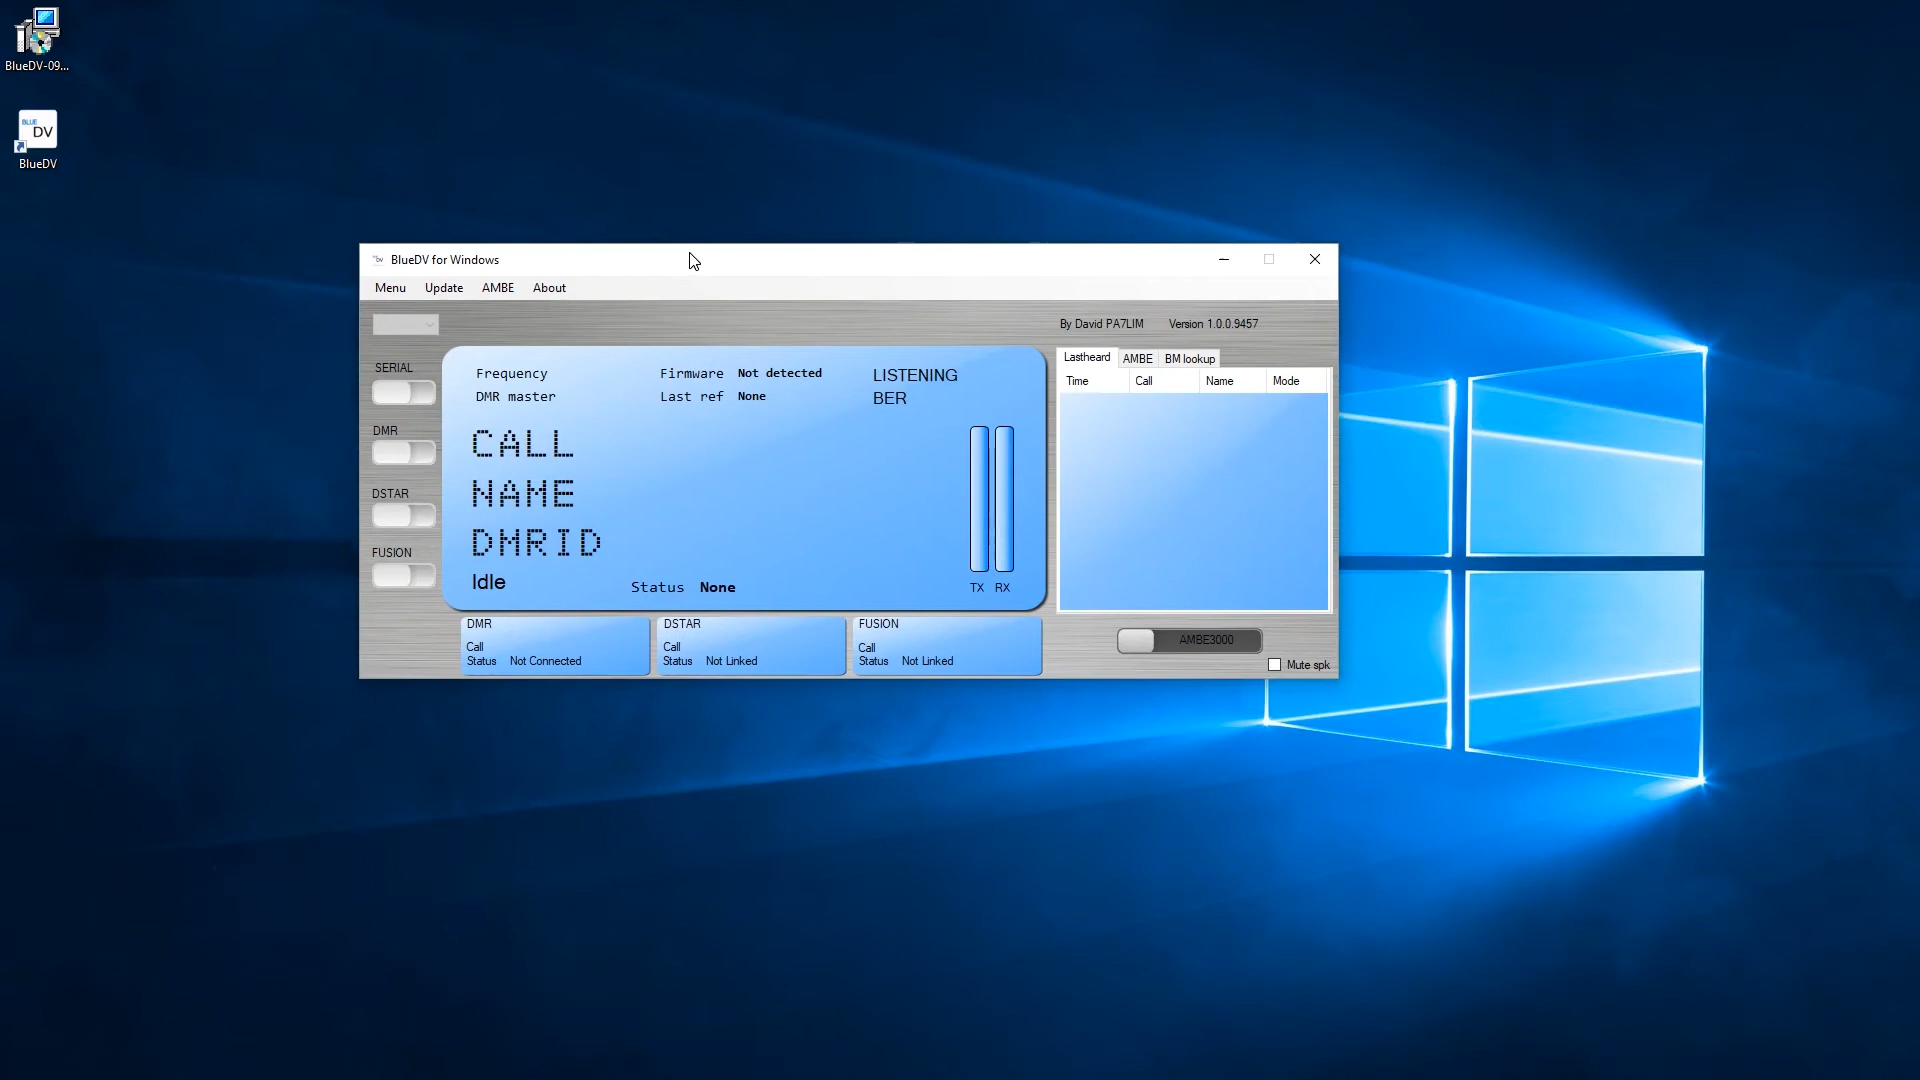 BlueDV-09...
BLUE
DV
BlueDV
BlueDV for Windows
Menu Update AMBE About
By David PA7LIM Version 1.0.0.9457
SERIAL
DMR
DSTAR
FUSION
Frequency Firmware Not detected LISTENING
DMR master Last ref None BER
CALL
NAME
DMRID
Idle Status None TX RX
Lastheard AMBE BM lookup
Time Call Name Mode
DMR
Call
Status Not Connected
DSTAR
Call
Status Not Linked
FUSION
Call
Status Not Linked
AMBE3000
Mute spk